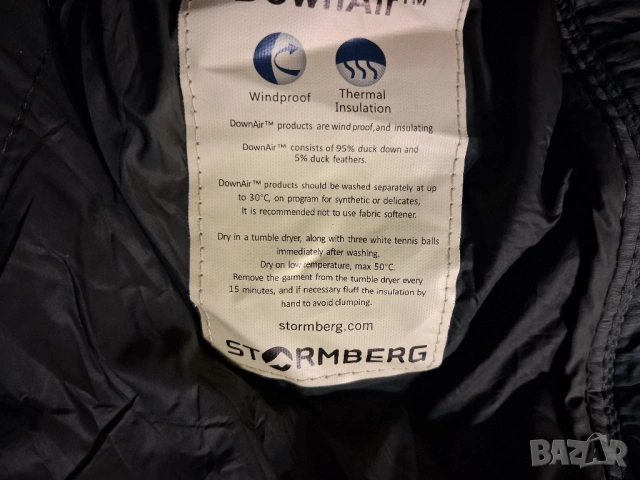 DownAir™
Windproof
Thermal
Insulation
DownAir™ products are windproof,and insulating
DownAir™ consists of 95% duck down and
5% duck feathers.
DownAir™ products should be washed separately at up
to 30°C, on program for synthetic or delicates,
It is recommended not to use fabric softener.
Dry in a tumble dryer, along with three white tennis balls
immediately after washing.
Dry on low temperature, max 50°C.
Remove the garment from the tumble dryer every
15 minutes, and if necessary fluff the insulation by
hand to avoid clumping.
stormberg.com
STORMBERG
BAZAR